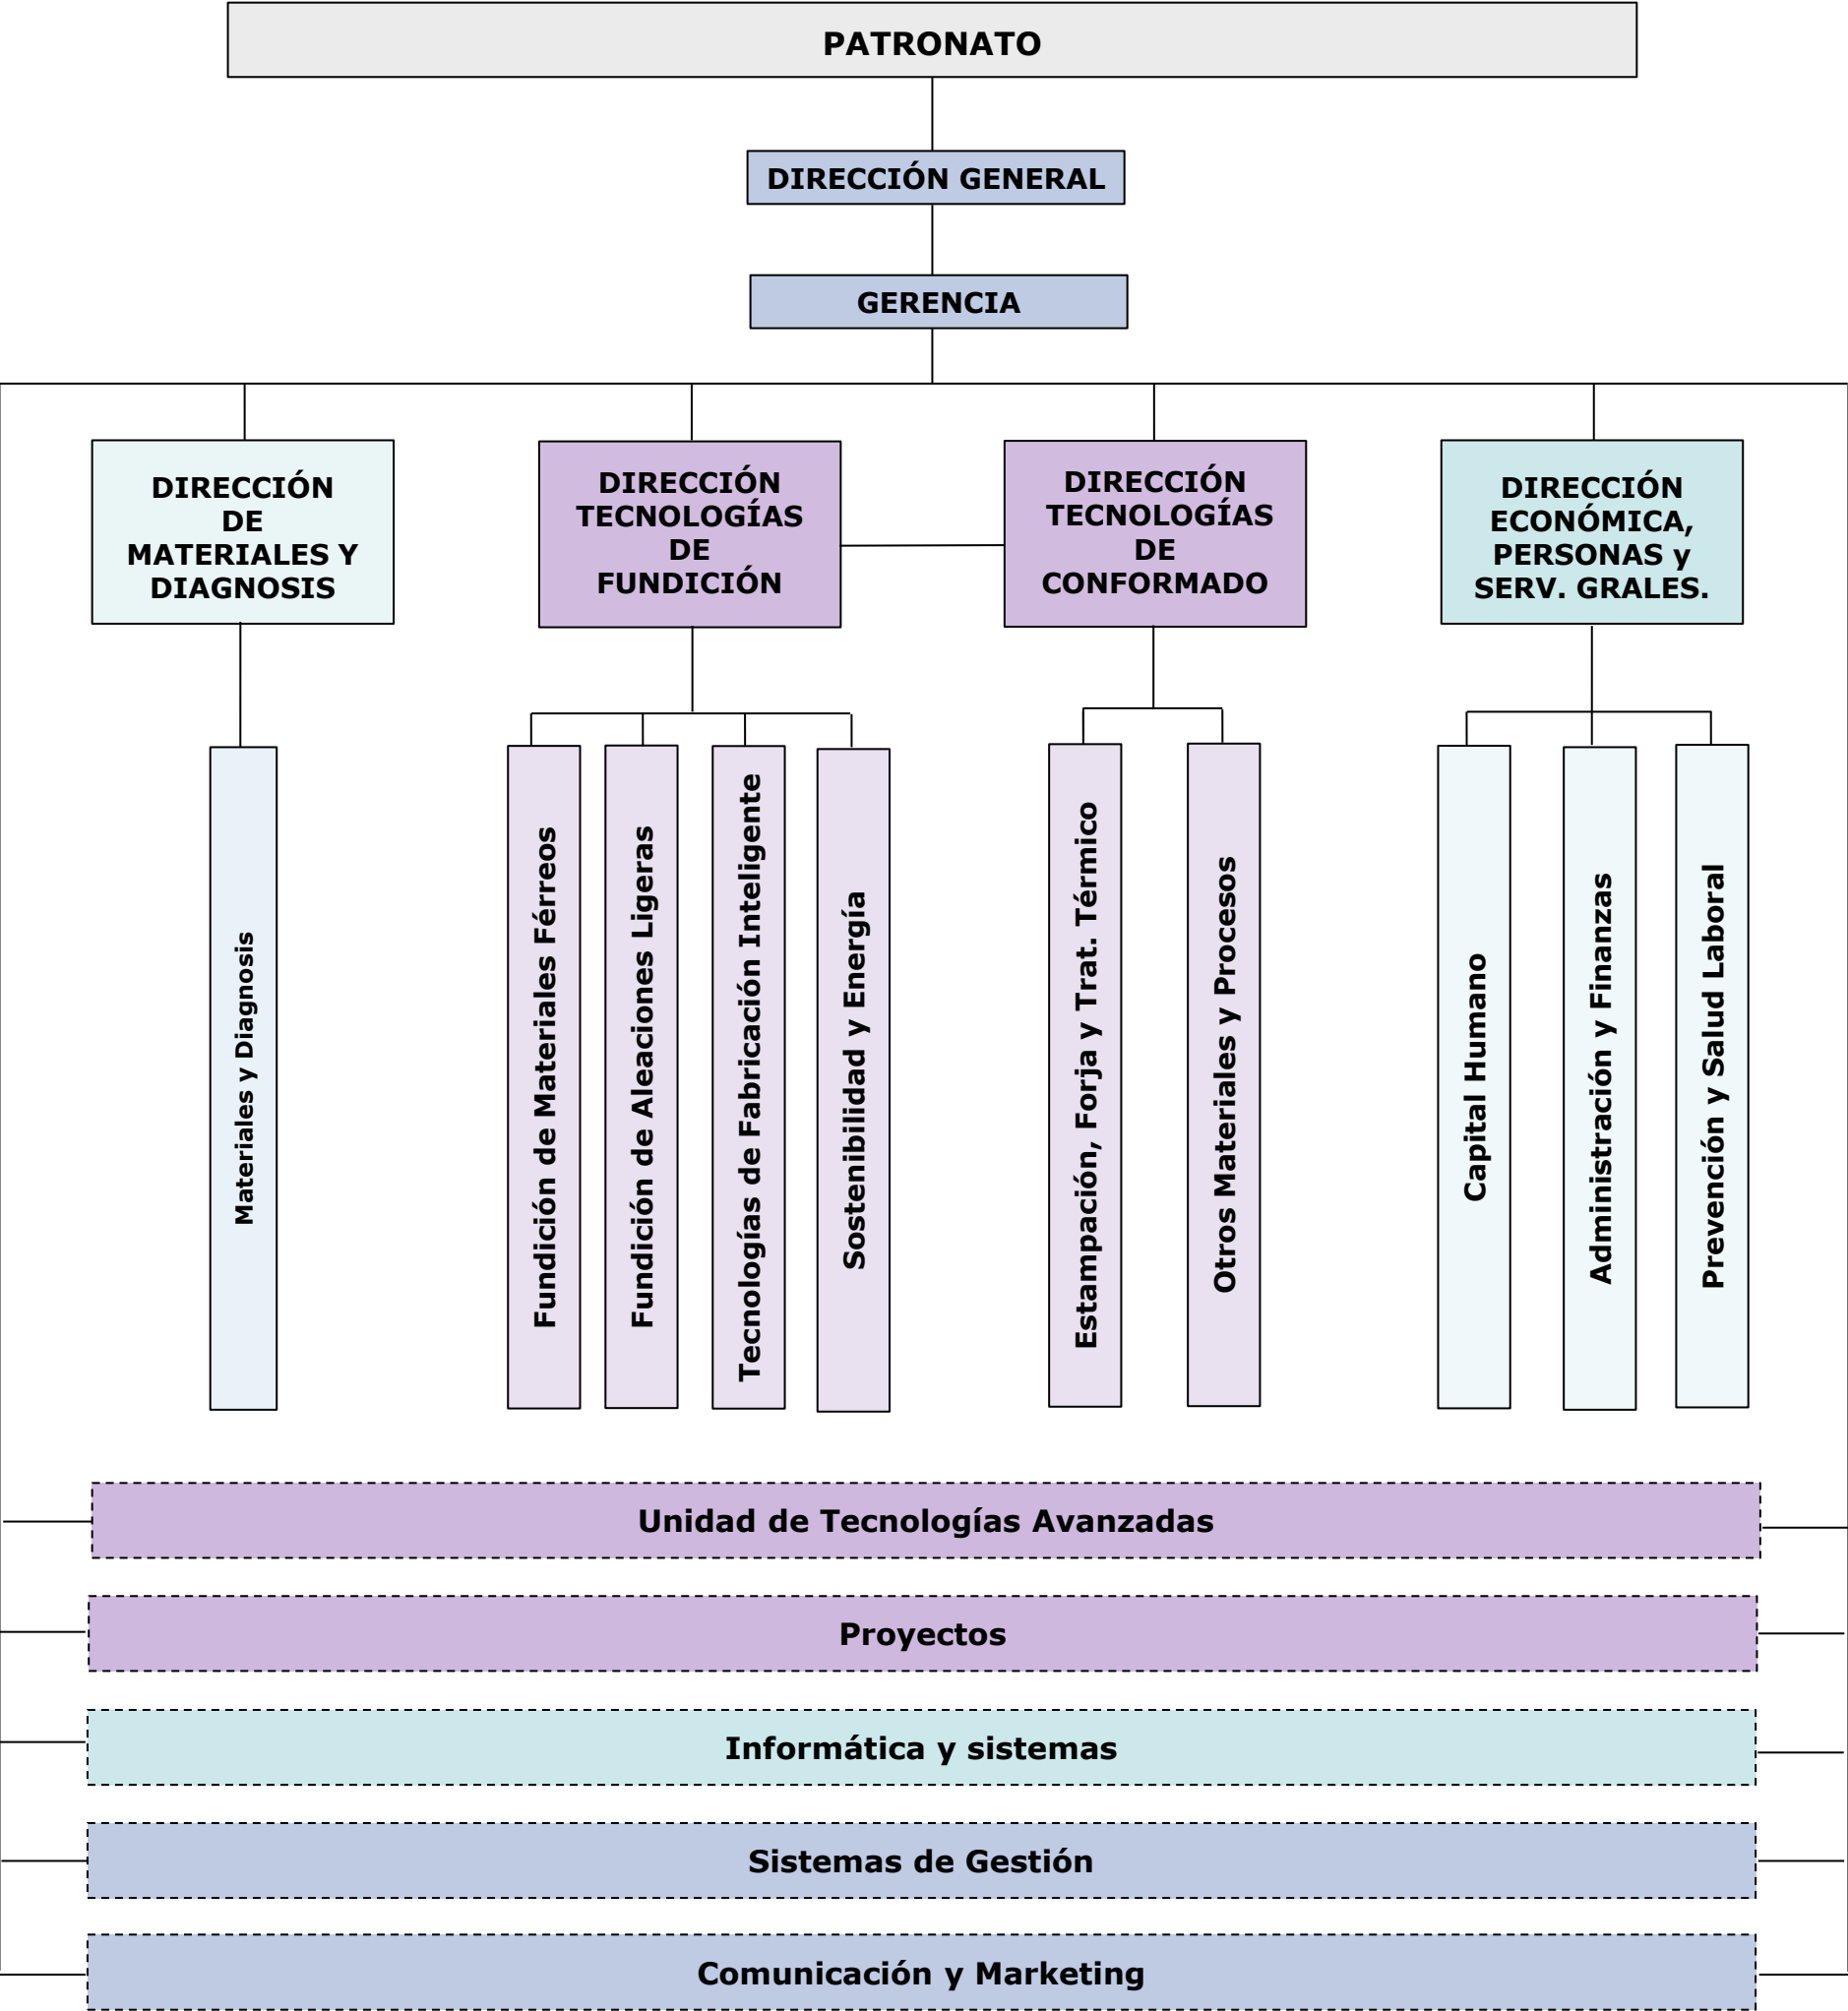 PATRONATO
DIRECCIÓN GENERAL
GERENCIA
DIRECCIÓN
DE
MATERIALES Y
DIAGNOSIS
DIRECCIÓN
TECNOLOGÍAS
DE
FUNDICIÓN
DIRECCIÓN
TECNOLOGÍAS
DE
CONFORMADO
DIRECCIÓN
ECONÓMICA,
PERSONAS y
SERV. GRALES.
Materiales y Diagnosis
Fundición de Materiales Férreos
Fundición de Aleaciones Ligeras
Tecnologías de Fabricación Inteligente
Sostenibilidad y Energía
Estampación, Forja y Trat. Térmico
Otros Materiales y Procesos
Capital Humano
Administración y Finanzas
Prevención y Salud Laboral
Unidad de Tecnologías Avanzadas
Proyectos
Informática y sistemas
Sistemas de Gestión
Comunicación y Marketing